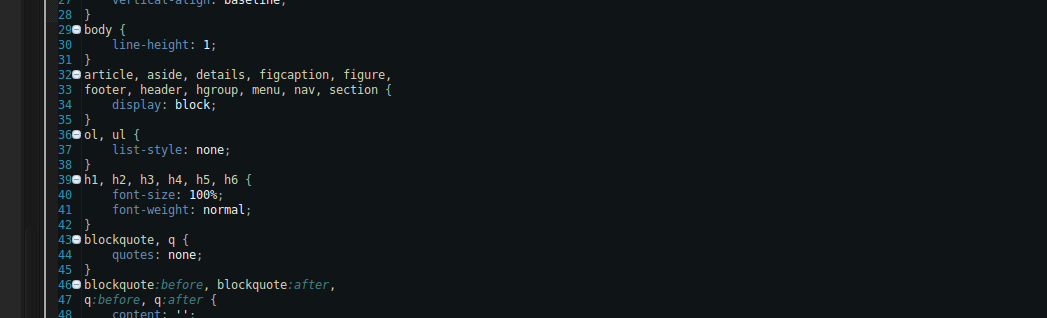 27     vertical-align: baseline;
28 }
29 body {
30     line-height: 1;
31 }
32 article, aside, details, figcaption, figure,
33 footer, header, hgroup, menu, nav, section {
34     display: block;
35 }
36 ol, ul {
37     list-style: none;
38 }
39 h1, h2, h3, h4, h5, h6 {
40     font-size: 100%;
41     font-weight: normal;
42 }
43 blockquote, q {
44     quotes: none;
45 }
46 blockquote:before, blockquote:after,
47 q:before, q:after {
48     content: '';